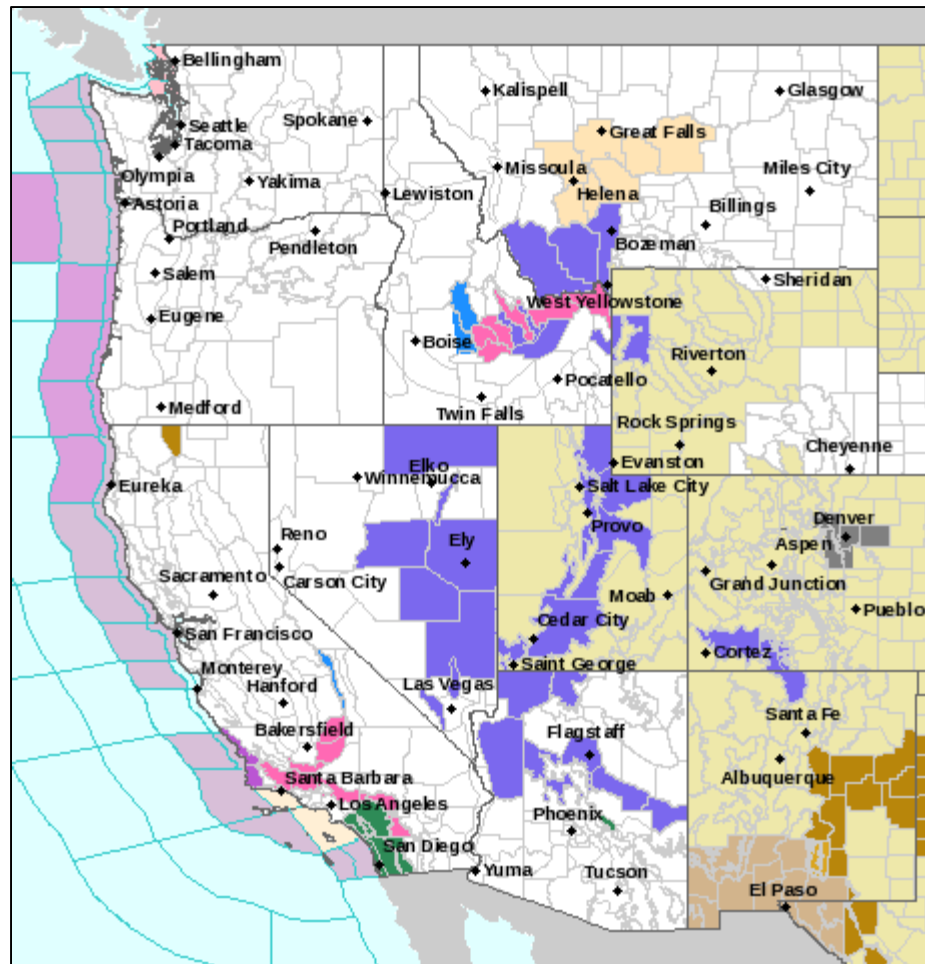 Bellingham
Kalispell
Glasgow
Seattle
Spokane
Great Falls
Tacoma
Missoula
Miles City
Olympia
Yakima
Lewiston
Helena
Astoria
Billings
Portland
Pendleton
Bozeman
Salem
Sheridan
West Yellowstone
Eugene
Boise
Riverton
Pocatello
Medford
Twin Falls
Rock Springs
Cheyenne
Elko
Evanston
Winnemucca
Eureka
Salt Lake City
Denver
Provo
Reno
Ely
Aspen
Sacramento
Carson City
Grand Junction
Moab
Pueblo
San Francisco
Cedar City
Cortez
Monterey
Saint George
Hanford
Las Vegas
Santa Fe
Bakersfield
Flagstaff
Santa Barbara
Albuquerque
Los Angeles
Phoenix
San Diego
Yuma
Tucson
El Paso